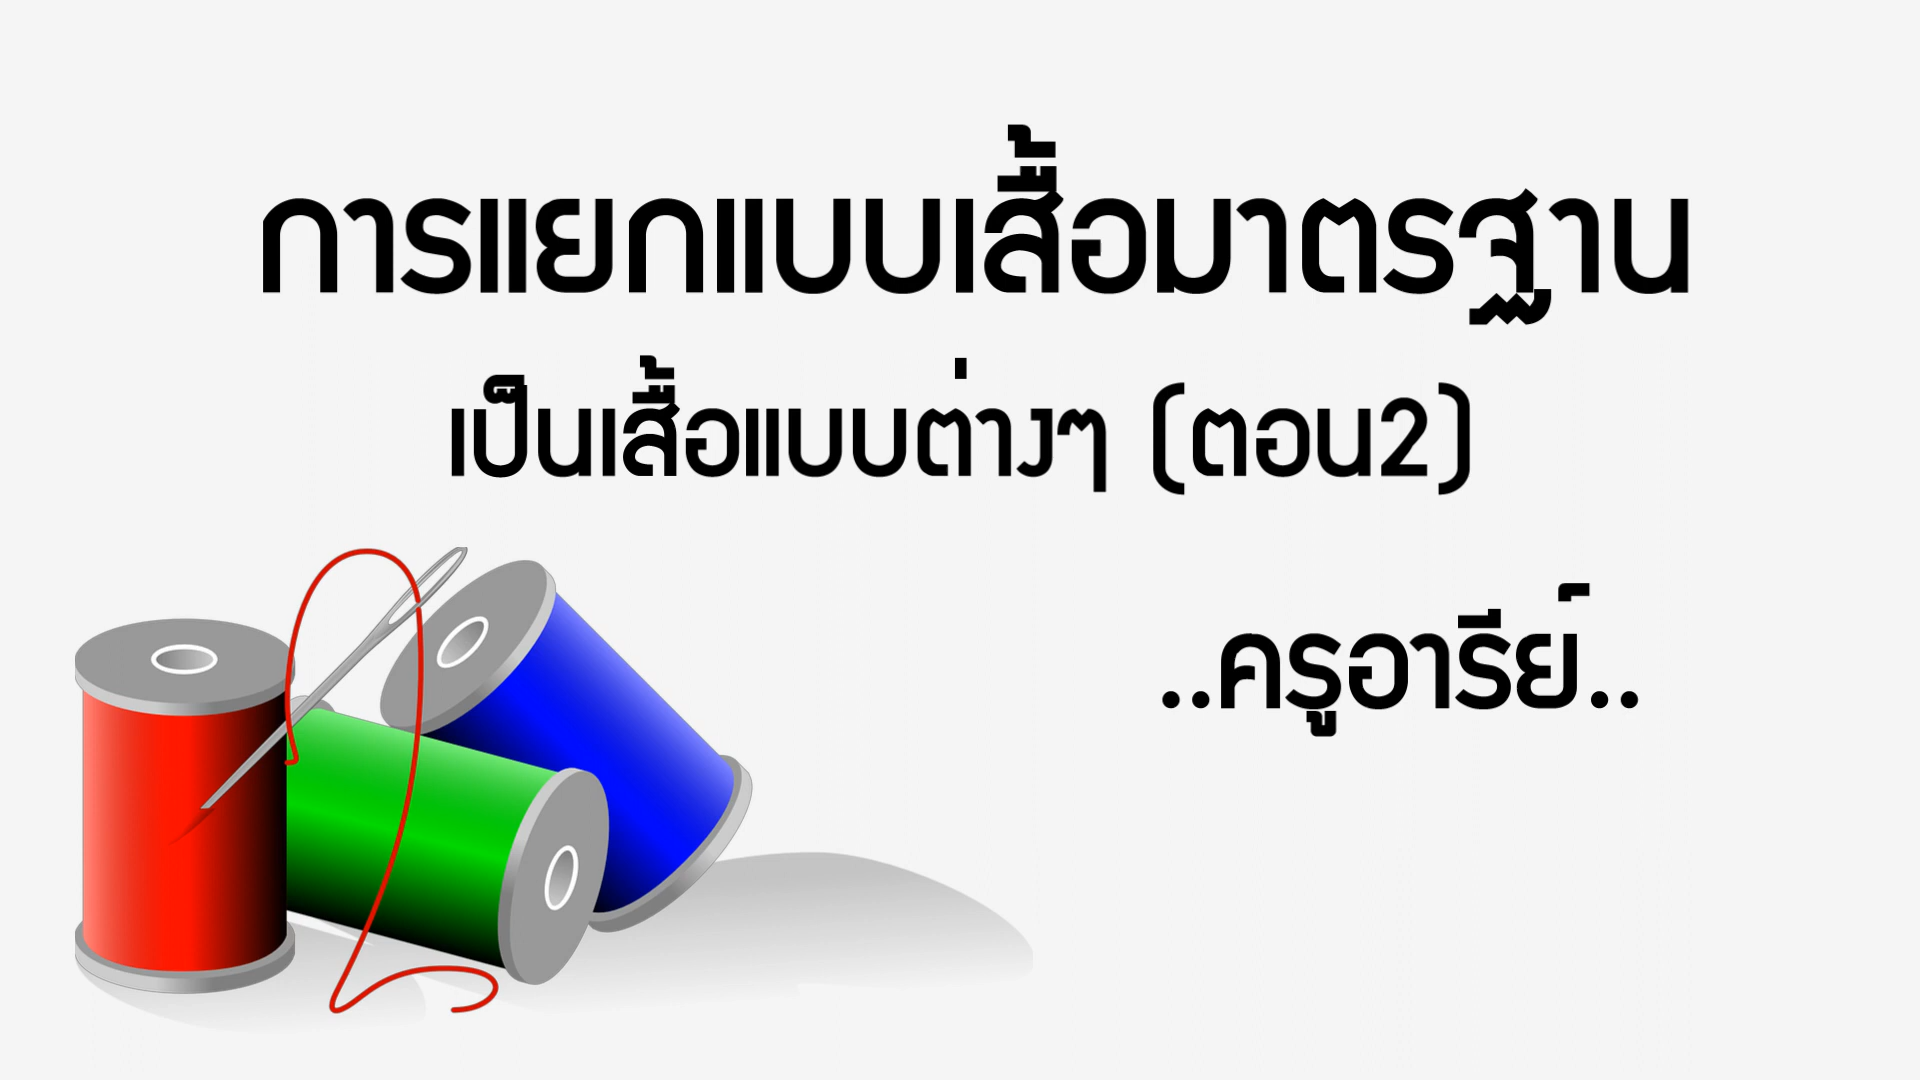 การแยกแบบเสื้อมาตรฐาน
เป็นเสื้อแบบต่างๆ (ตอน2)
..ครูอารีย์..